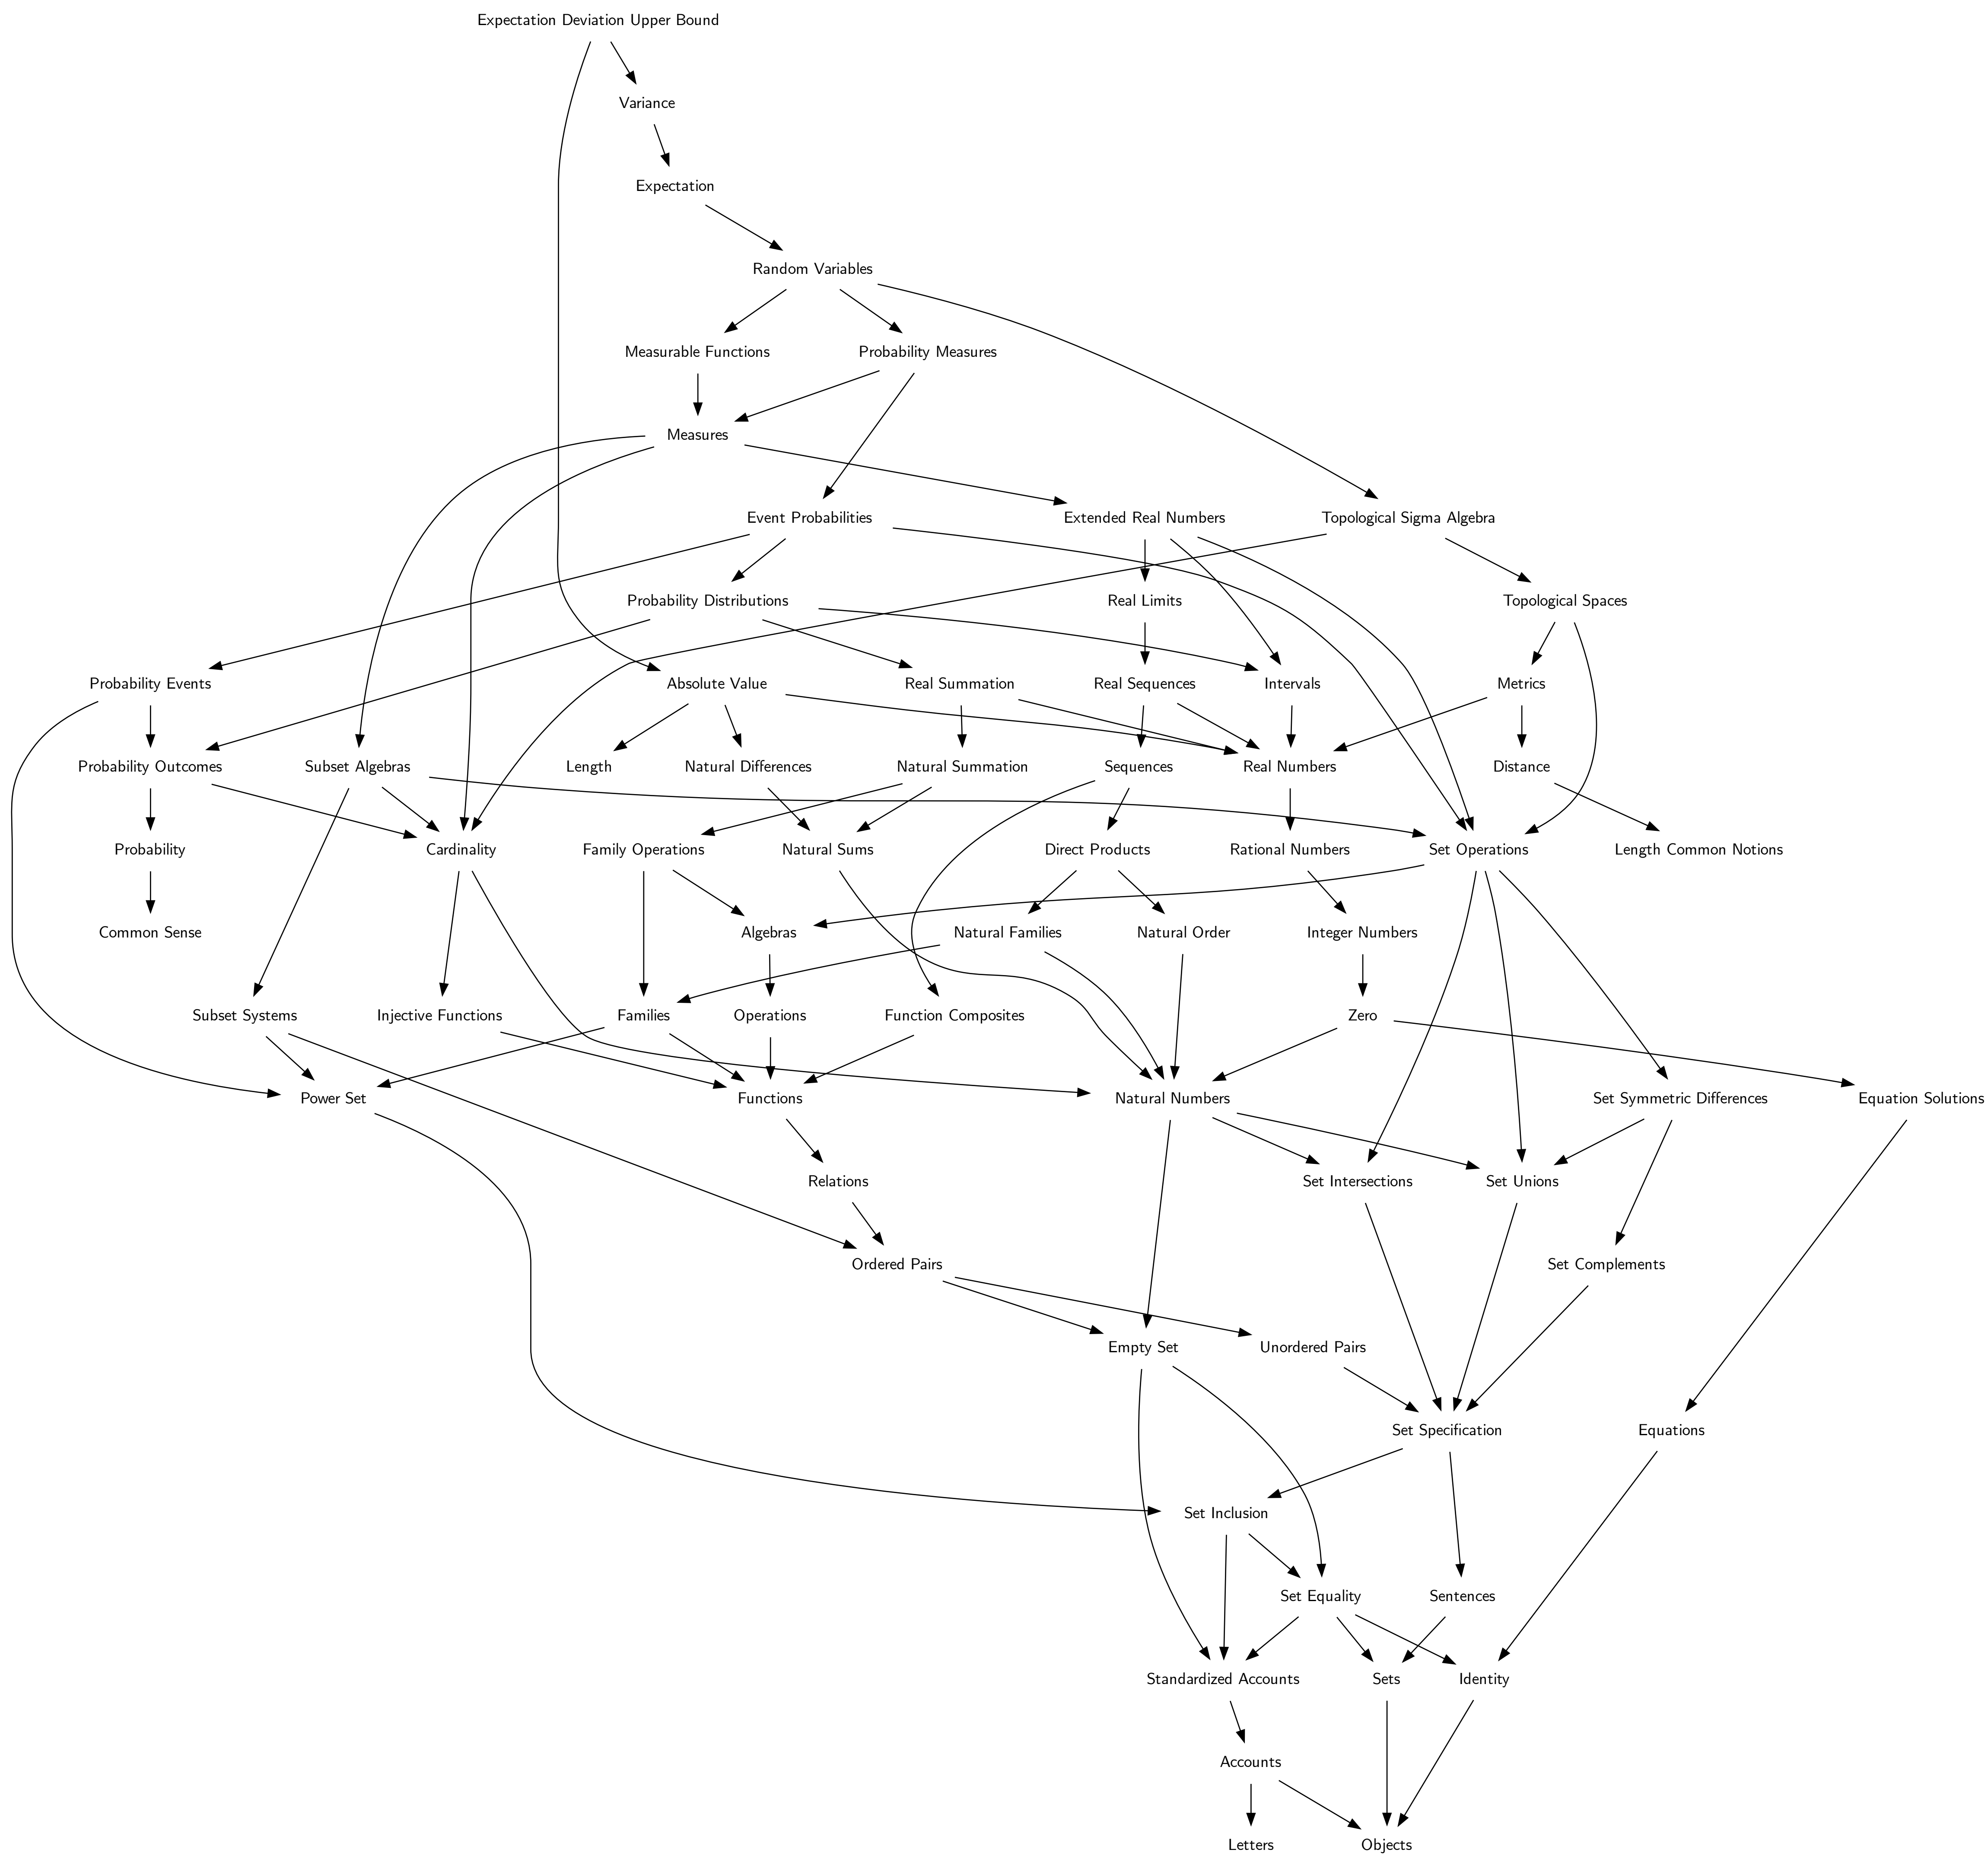 Expectation Deviation Upper Bound
Variance
Expectation
Random Variables
Measurable Functions
Probability Measures
Measures
Event Probabilities
Extended Real Numbers
Topological Sigma Algebra
Probability Distributions
Real Limits
Topological Spaces
Probability Events
Absolute Value
Real Summation
Real Sequences
Intervals
Metrics
Probability Outcomes
Subset Algebras
Length
Natural Differences
Natural Summation
Sequences
Real Numbers
Distance
Probability
Cardinality
Family Operations
Natural Sums
Direct Products
Rational Numbers
Set Operations
Length Common Notions
Common Sense
Algebras
Natural Families
Natural Order
Integer Numbers
Subset Systems
Injective Functions
Families
Operations
Function Composites
Zero
Power Set
Functions
Natural Numbers
Set Symmetric Differences
Equation Solutions
Relations
Set Intersections
Set Unions
Ordered Pairs
Set Complements
Empty Set
Unordered Pairs
Set Specification
Equations
Set Inclusion
Set Equality
Sentences
Standardized Accounts
Sets
Identity
Accounts
Letters
Objects